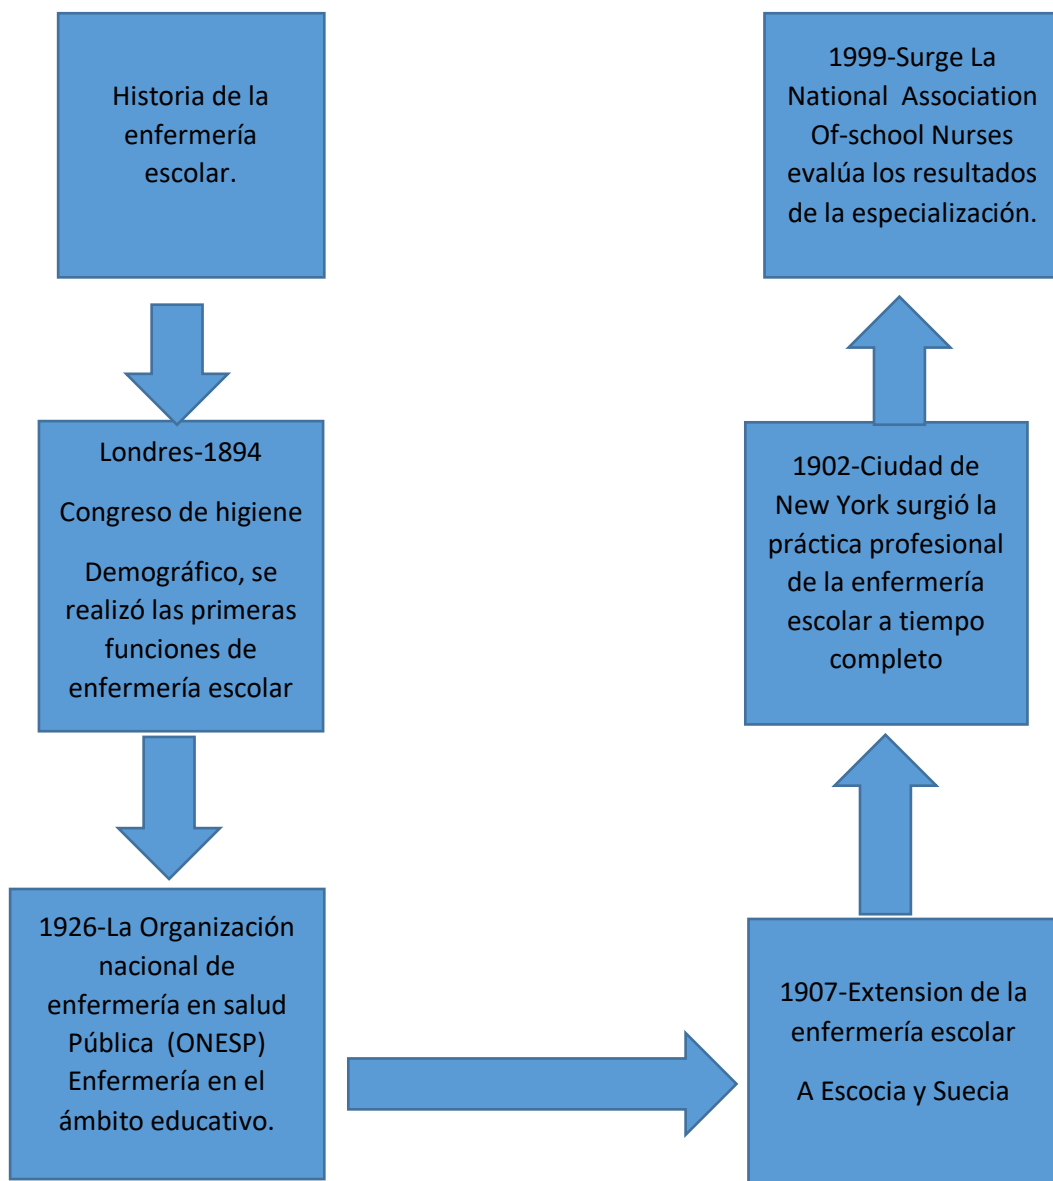 Historia de la
enfermería
escolar.
Londres-1894
Congreso de higiene
Demográfico, se
realizó las primeras
funciones de
enfermería escolar
1926-La Organización
nacional de
enfermería en salud
Pública (ONESP)
Enfermería en el
ámbito educativo.
1907-Extension de la
enfermería escolar
A Escocia y Suecia
1902-Ciudad de
New York surgió la
práctica profesional
de la enfermería
escolar a tiempo
completo
1999-Surge La
National Association
Of-school Nurses
evalúa los resultados
de la especialización.